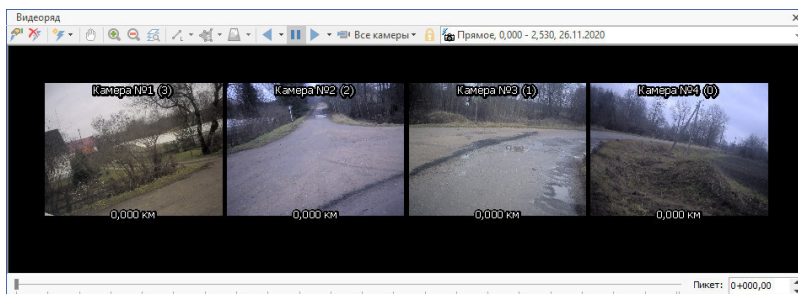 Видеоряд
Все камеры
Прямое, 0,000 - 2,530, 26.11.2020
Камера №1 (3)
Камера №2 (2)
Камера №3 (1)
Камера №4 (0)
0,000 км
0,000 км
0,000 км
0,000 км
Пикет: 0+000,00